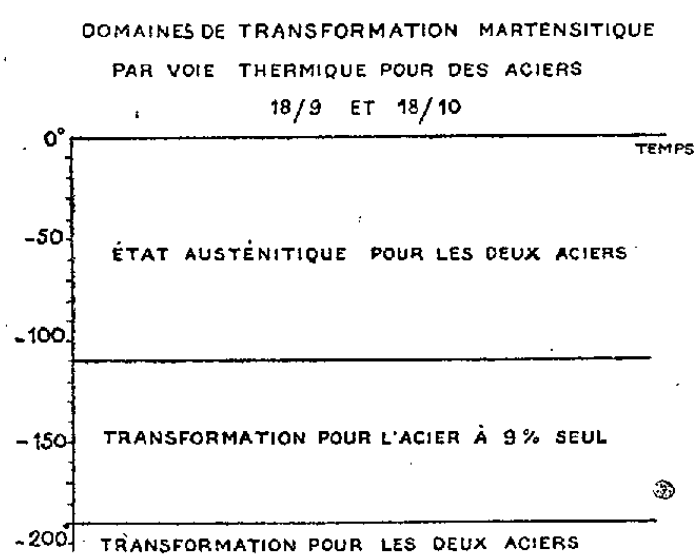 DOMAINES DE TRANSFORMATION MARTENSITIQUE
PAR VOIE THERMIQUE POUR DES ACIERS
18/9 ET 18/10
0°
TEMPS
-50
ÉTAT AUSTÉNITIQUE POUR LES DEUX ACIERS
-100
-150
TRANSFORMATION POUR L'ACIER À 9% SEUL
-200
TRANSFORMATION POUR LES DEUX ACIERS